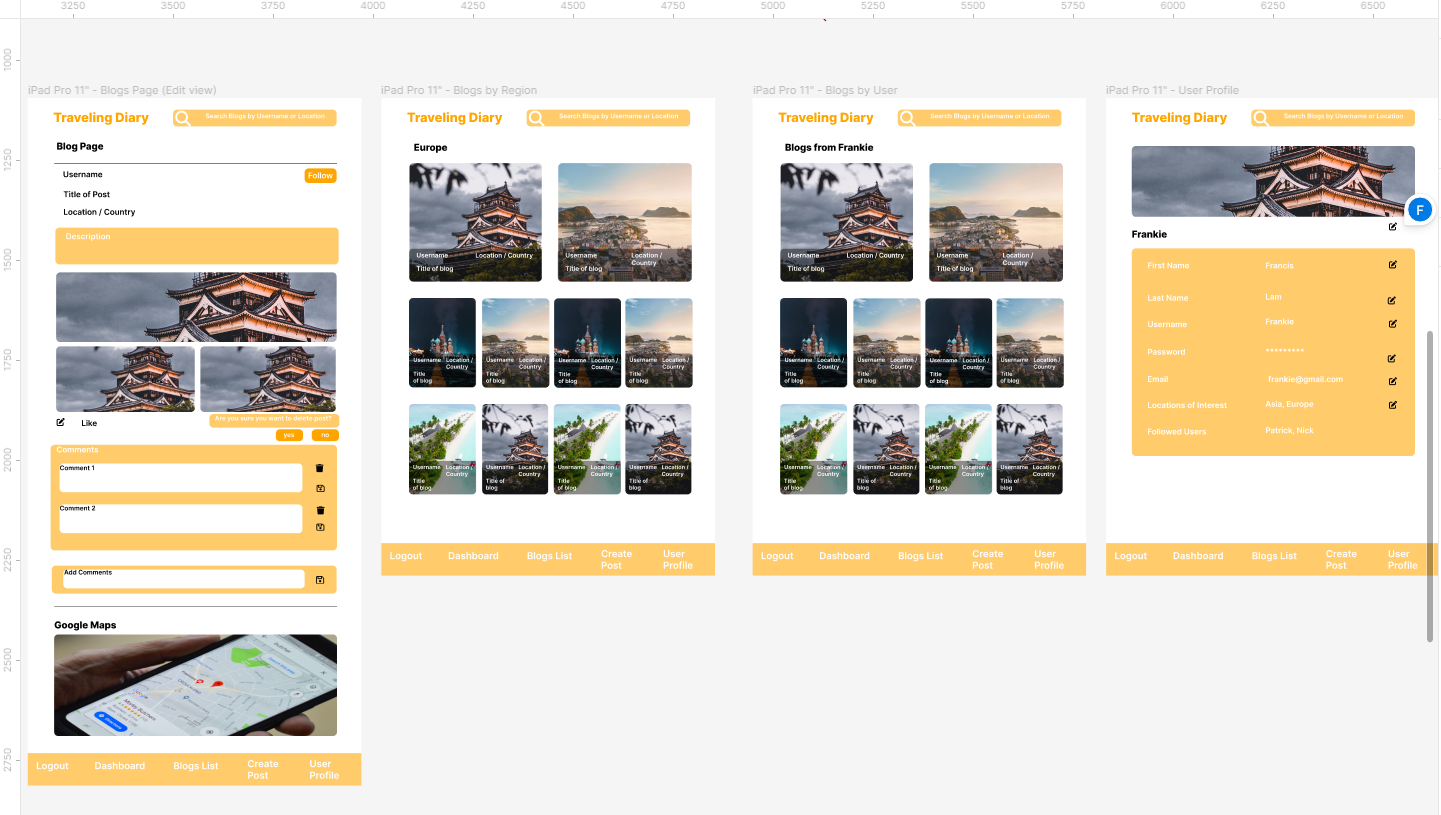 3250 3500 3750 4000 4250 4500 4750 5000 5250 5500 5750 6000 6250 6500
1000
1250
1500
1750
2000
2250
2500
2750
iPad Pro 11" - Blogs Page (Edit view)
Traveling Diary
Search Blogs by Username or Location
Blog Page
Username
Follow
Title of Post
Location / Country
Description
Like
Are you sure you want to delete post?
yes no
Comments
Comment 1
Comment 2
Add Comments
Google Maps
Logout Dashboard Blogs List Create Post User Profile
iPad Pro 11" - Blogs by Region
Traveling Diary
Search Blogs by Username or Location
Europe
Username Location / Country
Title of blog
Username Location / Country
Title of blog
Username Location / Country
Title of blog
Username Location / Country
Title of blog
Username Location / Country
Title of blog
Username Location / Country
Title of blog
Username Location / Country
Title of blog
Username Location / Country
Title of blog
Username Location / Country
Title of blog
Username Location / Country
Title of blog
Logout Dashboard Blogs List Create Post User Profile
iPad Pro 11" - Blogs by User
Traveling Diary
Search Blogs by Username or Location
Blogs from Frankie
Username Location / Country
Title of blog
Username Location / Country
Title of blog
Username Location / Country
Title of blog
Username Location / Country
Title of blog
Username Location / Country
Title of blog
Username Location / Country
Title of blog
Username Location / Country
Title of blog
Username Location / Country
Title of blog
Username Location / Country
Title of blog
Username Location / Country
Title of blog
Logout Dashboard Blogs List Create Post User Profile
iPad Pro 11" - User Profile
Traveling Diary
Search Blogs by Username or Location
F
Frankie
First Name Francis
Last Name Lam
Username Frankie
Password *********
Email frankie@gmail.com
Locations of Interest Asia, Europe
Followed Users Patrick, Nick
Logout Dashboard Blogs List Create Post User Profile